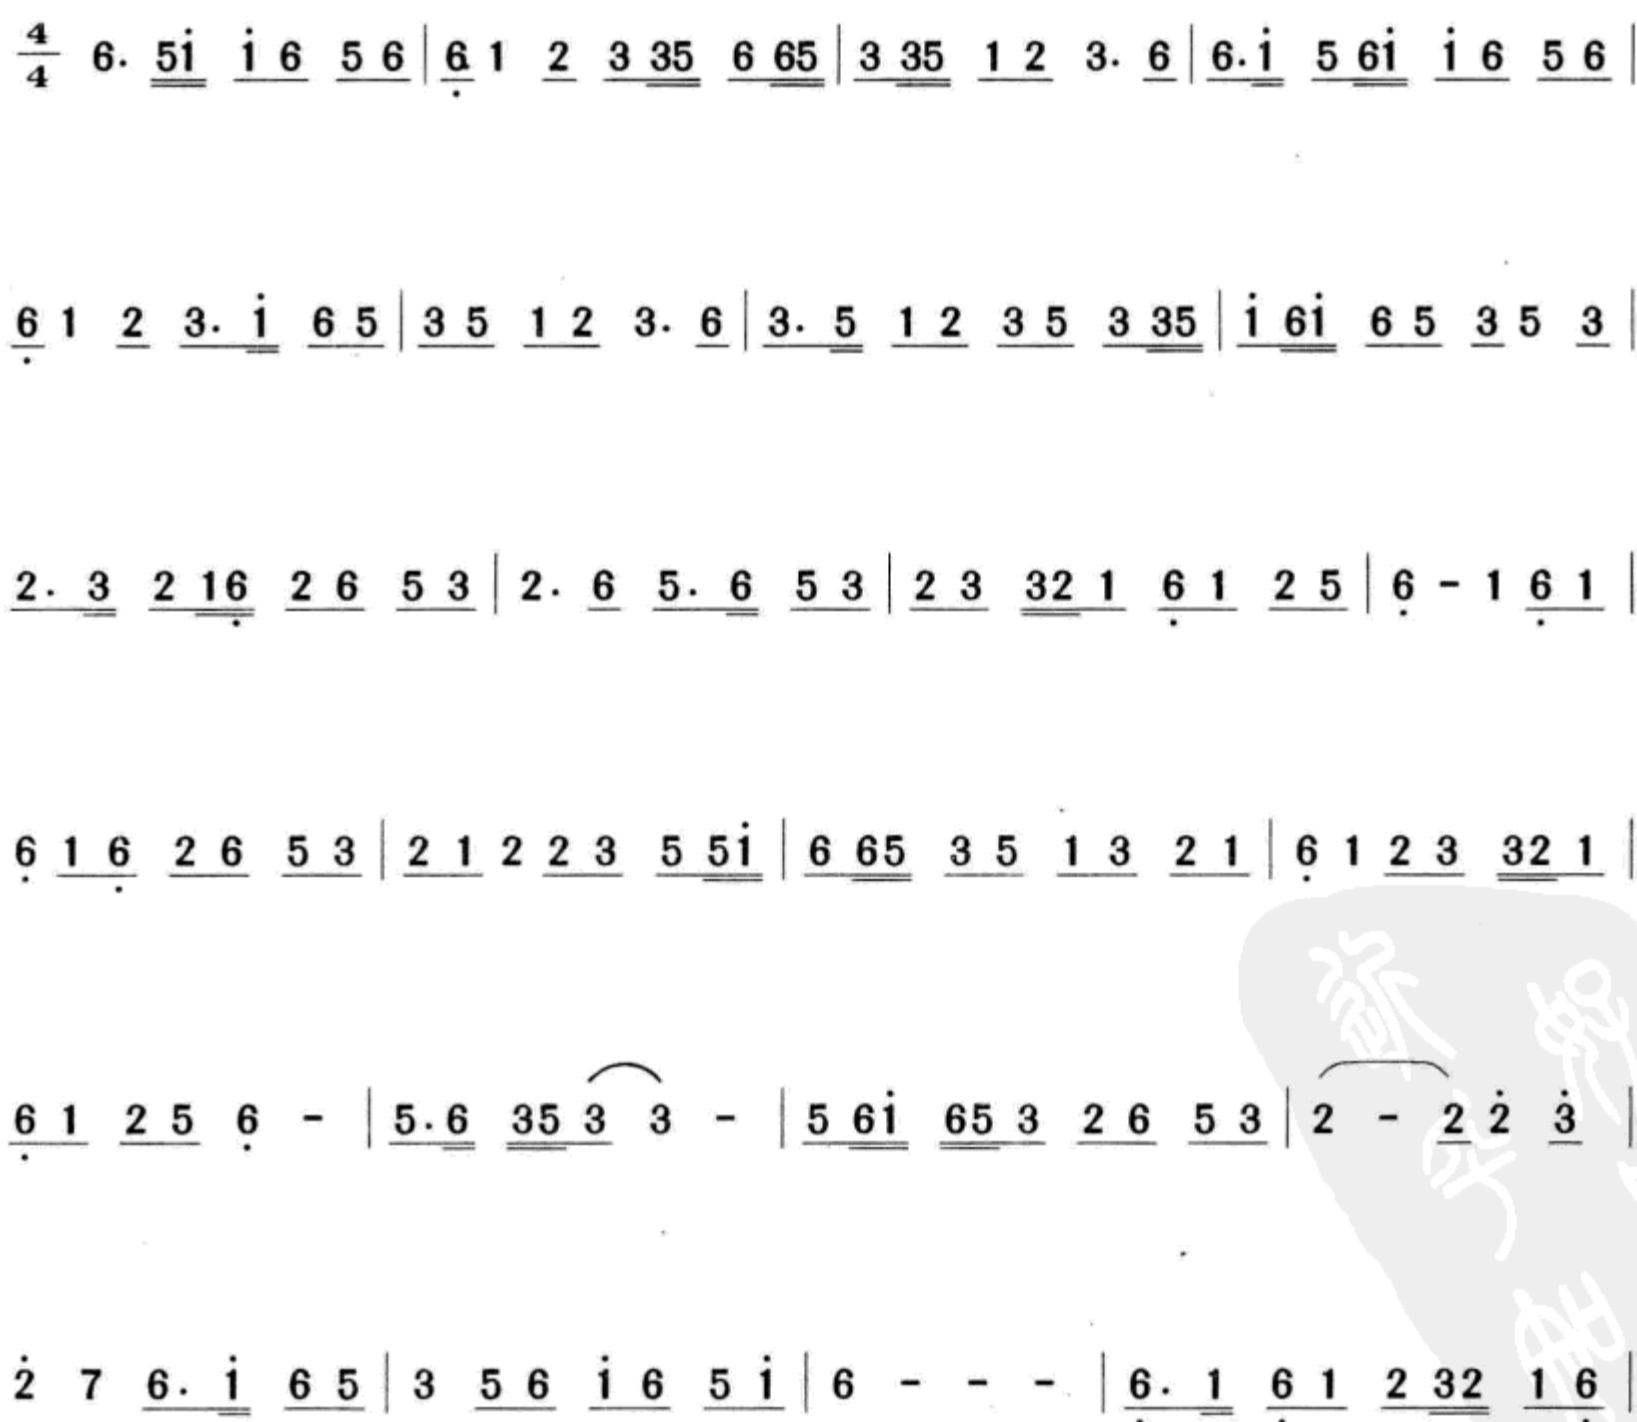 4/4 6. 5i̇ i̇ 6 5 6 | 6̣ 1 2 3 35 6 65 | 3 35 1 2 3. 6 | 6. i̇ 5 6i̇ i̇ 6 5 6 |
6̣ 1 2 3. i̇ 6 5 | 3 5 1 2 3. 6 | 3. 5 1 2 3 5 3 35 | i̇ 6i̇ 6 5 3 5 3 |
2. 3 2 16̣ 2 6 5 3 | 2. 6 5. 6 5 3 | 2 3 32 1 6̣ 1 2 5 | 6̣ - 1 6̣ 1 |
6̣ 1 6̣ 2 6 5 3 | 2 1 2 2 3 5 5i̇ | 6 65 3 5 1 3 2 1 | 6̣ 1 2 3 32 1 |
6̣ 1 2 5 6̣ - | 5. 6 35 3 3 - | 5 6i̇ 65 3 2 6 5 3 | 2 - 2 2̇ 3̇ |
2̇ 7 6. i̇ 6 5 | 3 5 6 i̇ 6 5 i̇ | 6 - - - | 6̣. 1 6̣ 1 2 32 1 6̣ |